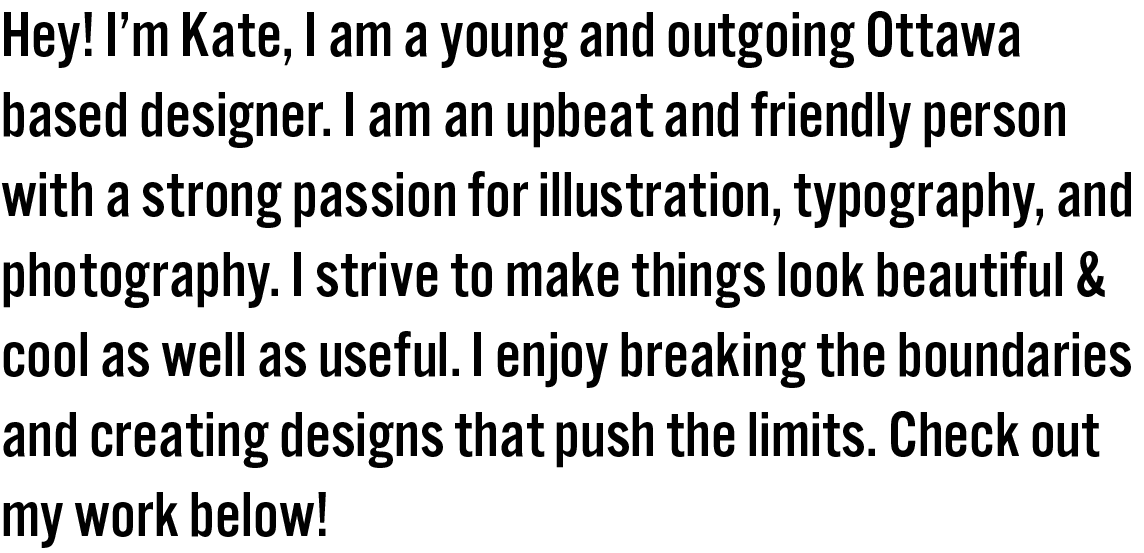 Hey! I’m Kate, I am a young and outgoing Ottawa
based designer. I am an upbeat and friendly person
with a strong passion for illustration, typography, and
photography. I strive to make things look beautiful &
cool as well as useful. I enjoy breaking the boundaries
and creating designs that push the limits. Check out
my work below!